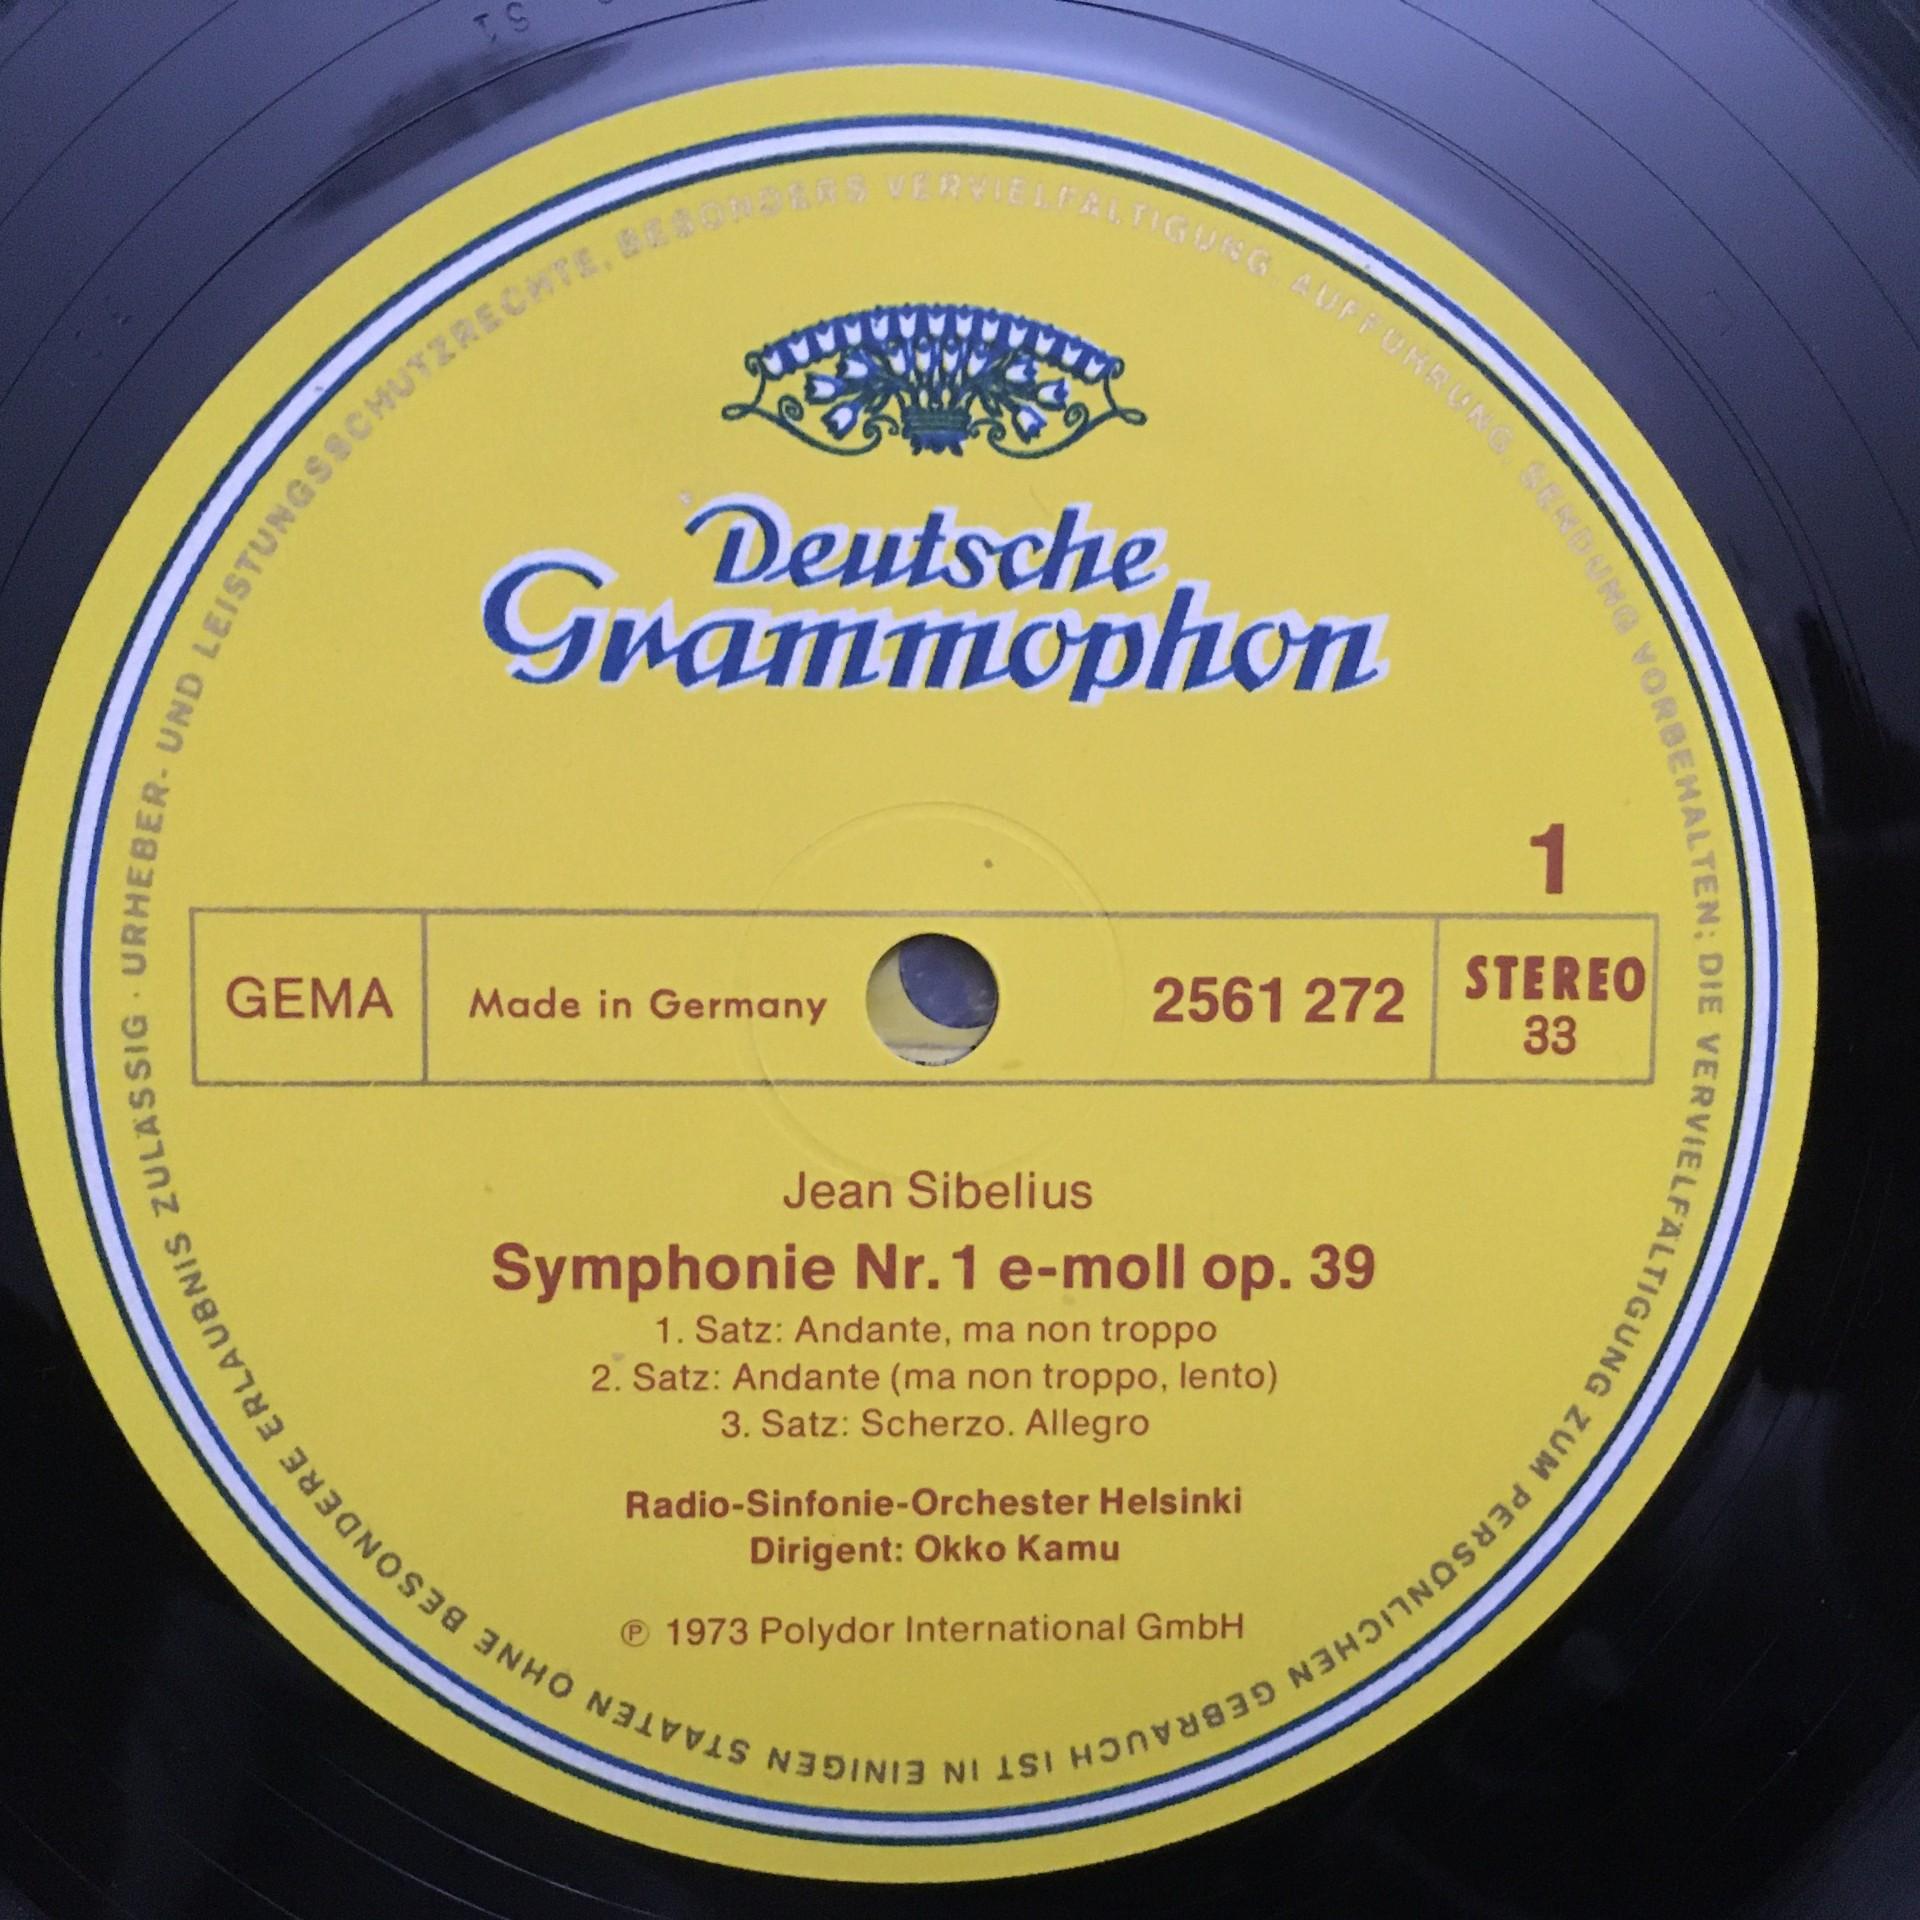 S1
URHEBER- UND LEISTUNGSSCHUTZRECHTE, BESONDERS VERVIELFÄLTIGUNG, AUFFÜHRUNG, SENDUNG VORBEHALTEN; DIE VERVIELFÄLTIGUNG ZUM PERSÖNLICHEN GEBRAUCH IST IN EINIGEN STAATEN OHNE BESONDERE ERLAUBNIS ZULÄSSIG ·
Deutsche
Grammophon
1
GEMA
Made in Germany
2561 272
STEREO
33
Jean Sibelius
Symphonie Nr. 1 e-moll op. 39
1. Satz: Andante, ma non troppo
2. Satz: Andante (ma non troppo, lento)
3. Satz: Scherzo. Allegro
Radio-Sinfonie-Orchester Helsinki
Dirigent: Okko Kamu
℗ 1973 Polydor International GmbH